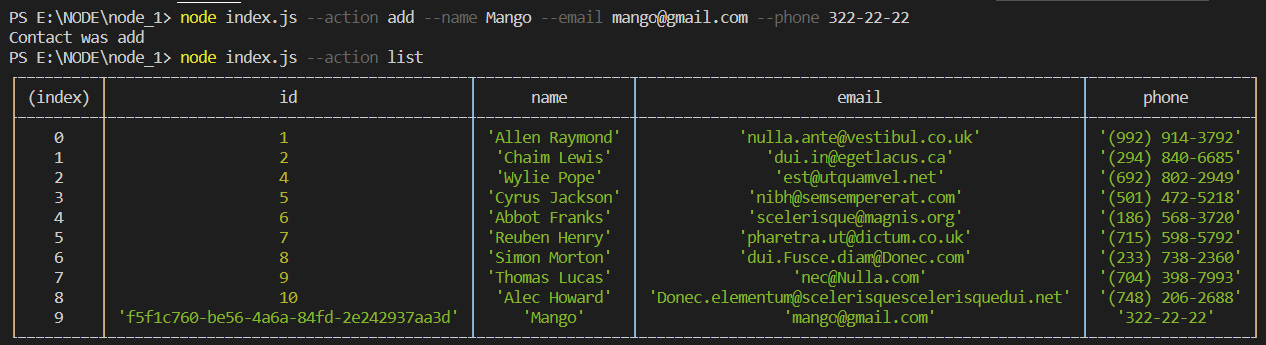 PS E:\NODE\node_1> node index.js --action add --name Mango --email mango@gmail.com --phone 322-22-22
Contact was add
PS E:\NODE\node_1> node index.js --action list
(index) id name email phone
0 1 'Allen Raymond' 'nulla.ante@vestibul.co.uk' '(992) 914-3792'
1 2 'Chaim Lewis' 'dui.in@egetlacus.ca' '(294) 840-6685'
2 4 'Wylie Pope' 'est@utquamvel.net' '(692) 802-2949'
3 5 'Cyrus Jackson' 'nibh@semsempererat.com' '(501) 472-5218'
4 6 'Abbot Franks' 'scelerisque@magnis.org' '(186) 568-3720'
5 7 'Reuben Henry' 'pharetra.ut@dictum.co.uk' '(715) 598-5792'
6 8 'Simon Morton' 'dui.Fusce.diam@Donec.com' '(233) 738-2360'
7 9 'Thomas Lucas' 'nec@Nulla.com' '(704) 398-7993'
8 10 'Alec Howard' 'Donec.elementum@scelerisquescelerisquedui.net' '(748) 206-2688'
9 'f5f1c760-be56-4a6a-84fd-2e242937aa3d' 'Mango' 'mango@gmail.com' '322-22-22'